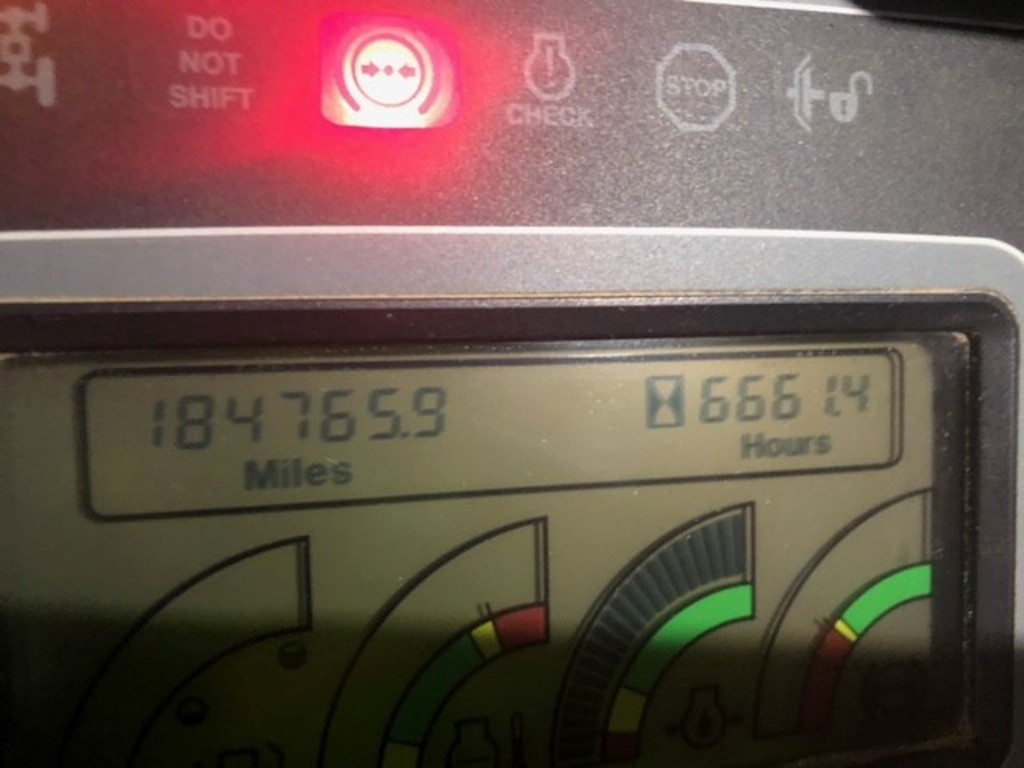 DO
NOT
SHIFT
CHECK
STOP
184765.9
Miles
6661.4
Hours